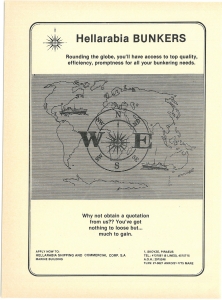 Hellarabia BUNKERS
Rounding the globe, you'll have access to top quality,
efficiency, promptness for all your bunkering needs.
N
W E
S
Why not obtain a quotation
from us?? You've got
nothing to loose but...
much to gain.
APPLY NOW TO:
HELLARABIA SHIPPING AND COMMERCIAL CORP. S.A
MARINE BUILDING
PIRAEUS